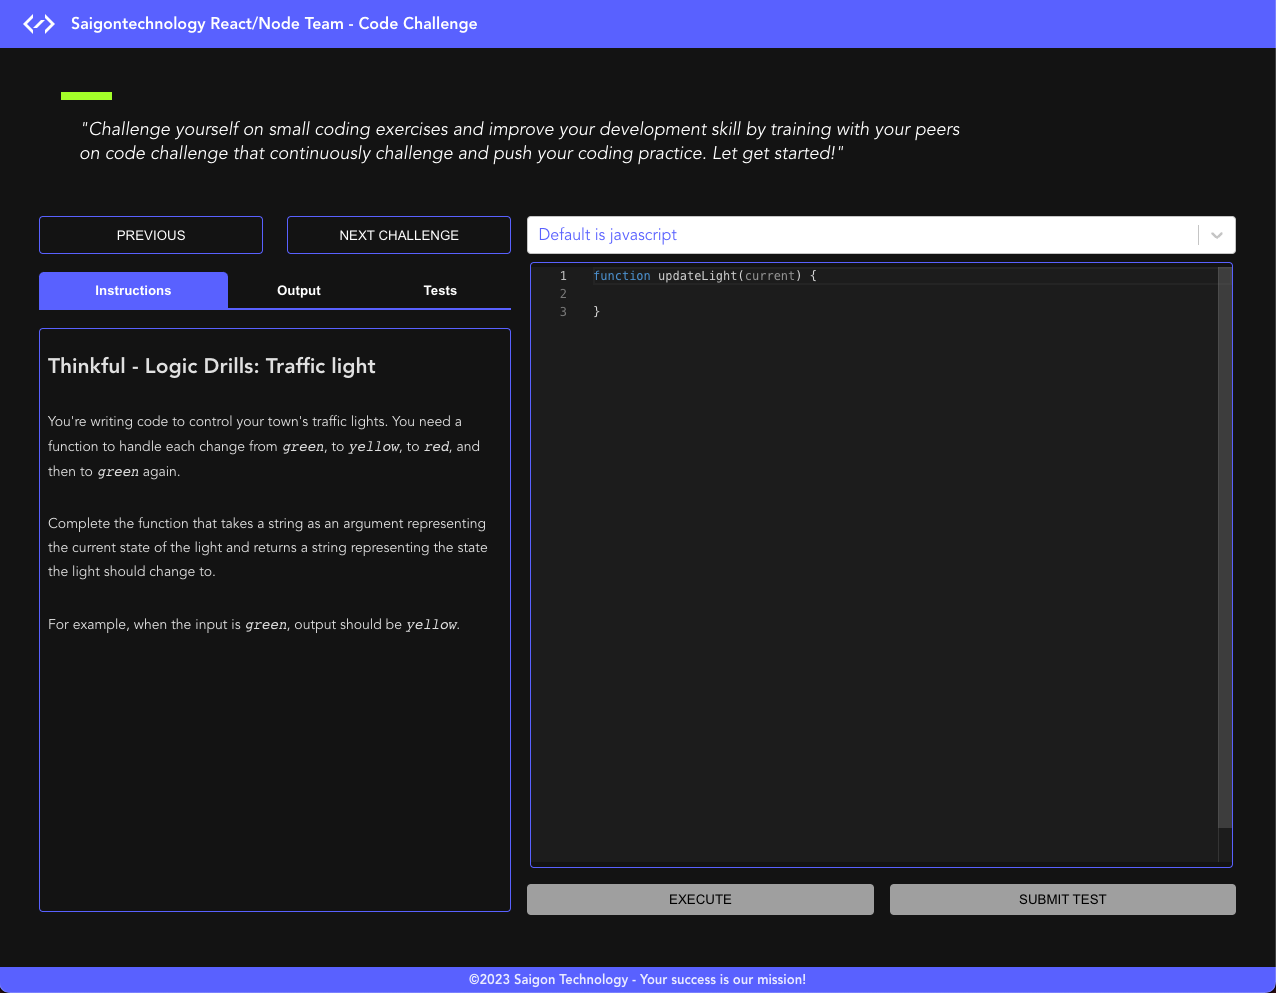 Saigontechnology React/Node Team - Code Challenge
"Challenge yourself on small coding exercises and improve your development skill by training with your peers
on code challenge that continuously challenge and push your coding practice. Let get started!"
PREVIOUS
NEXT CHALLENGE
Default is javascript
Instructions
Output
Tests
Thinkful - Logic Drills: Traffic light
You're writing code to control your town's traffic lights. You need a
function to handle each change from green, to yellow, to red, and
then to green again.
Complete the function that takes a string as an argument representing
the current state of the light and returns a string representing the state
the light should change to.
For example, when the input is green, output should be yellow.
1 function updateLight(current) {
2
3 }
EXECUTE
SUBMIT TEST
©2023 Saigon Technology - Your success is our mission!